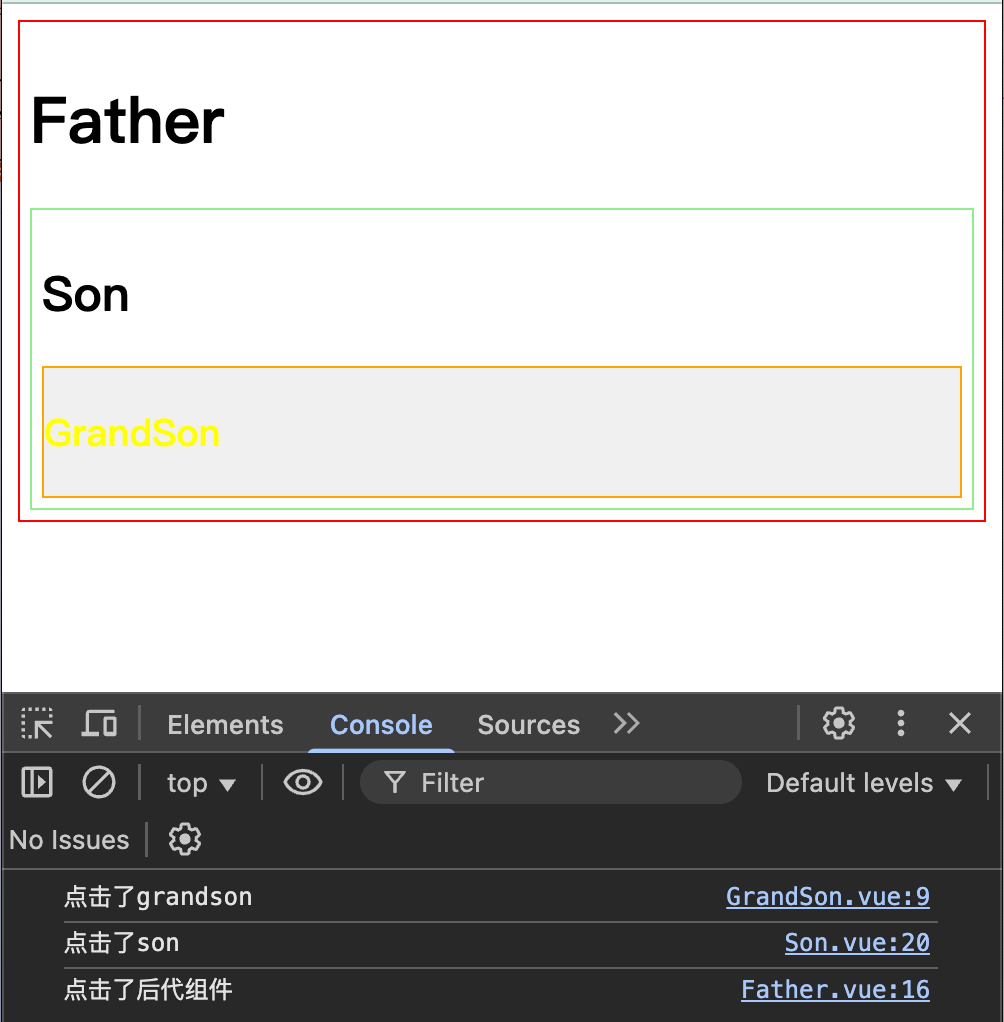 Father
Son
GrandSon
Elements Console Sources
top Filter Default levels
No Issues
点击了grandson GrandSon.vue:9
点击了son Son.vue:20
点击了后代组件 Father.vue:16